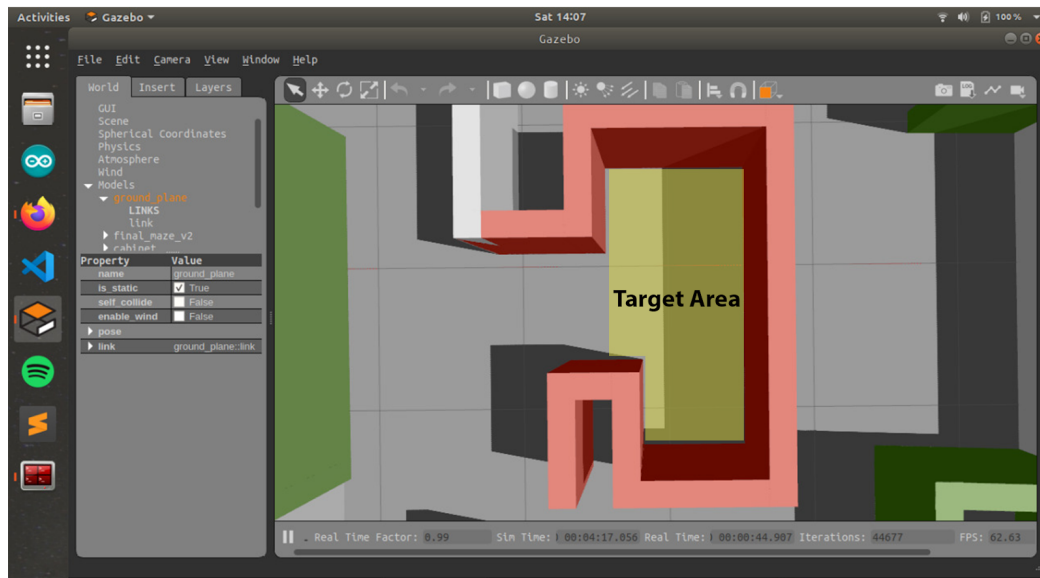 Activities Gazebo Sat 14:07 100 %
Gazebo
File Edit Camera View Window Help
World Insert Layers
GUI
Scene
Spherical Coordinates
Physics
Atmosphere
Wind
Models
ground_plane
LINKS
link
final_maze_v2
cabinet
Property Value
name ground_plane
is_static True
self_collide False
enable_wind False
pose
link ground_plane::link
LOG
Target Area
Real Time Factor: 0.99 Sim Time: 00:04:17.056 Real Time: 00:00:44.907 Iterations: 44677 FPS: 62.63